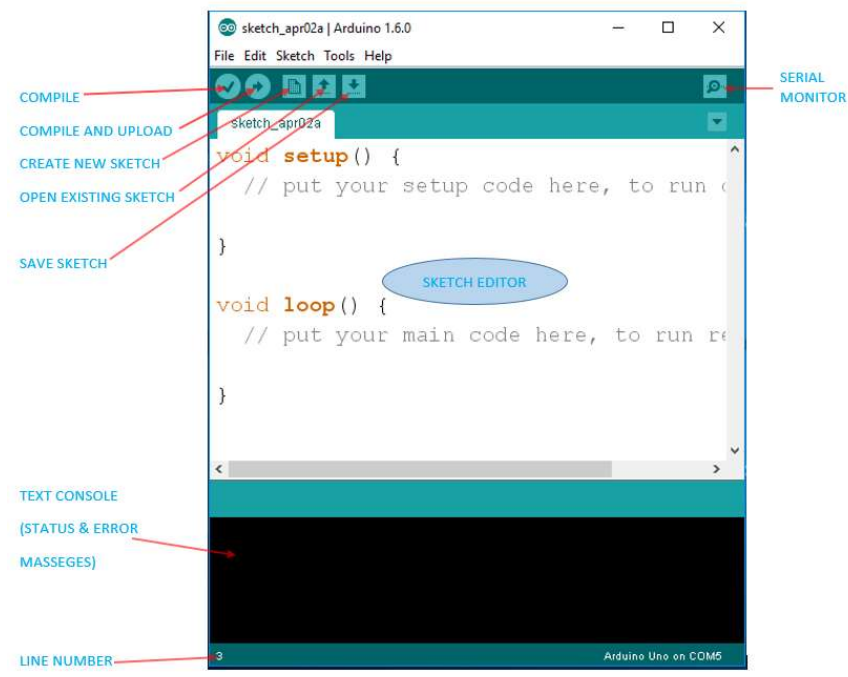 sketch_apr02a | Arduino 1.6.0
File Edit Sketch Tools Help
COMPILE
COMPILE AND UPLOAD
CREATE NEW SKETCH
OPEN EXISTING SKETCH
SAVE SKETCH
SERIAL
MONITOR
sketch_apr02a
void setup() {
// put your setup code here, to run
}
SKETCH EDITOR
void loop() {
// put your main code here, to run re
}
TEXT CONSOLE
(STATUS & ERROR
MASSEGES)
LINE NUMBER
3
Arduino Uno on COM5